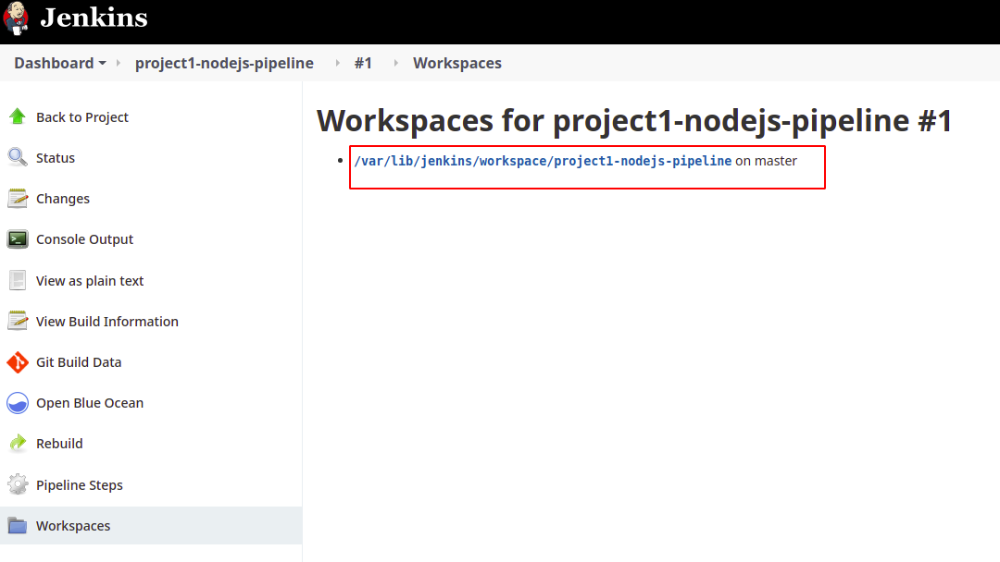 Jenkins
Dashboard project1-nodejs-pipeline #1 Workspaces
Back to Project
Status
Changes
Console Output
View as plain text
View Build Information
Git Build Data
Open Blue Ocean
Rebuild
Pipeline Steps
Workspaces
Workspaces for project1-nodejs-pipeline #1
/var/lib/jenkins/workspace/project1-nodejs-pipeline on master